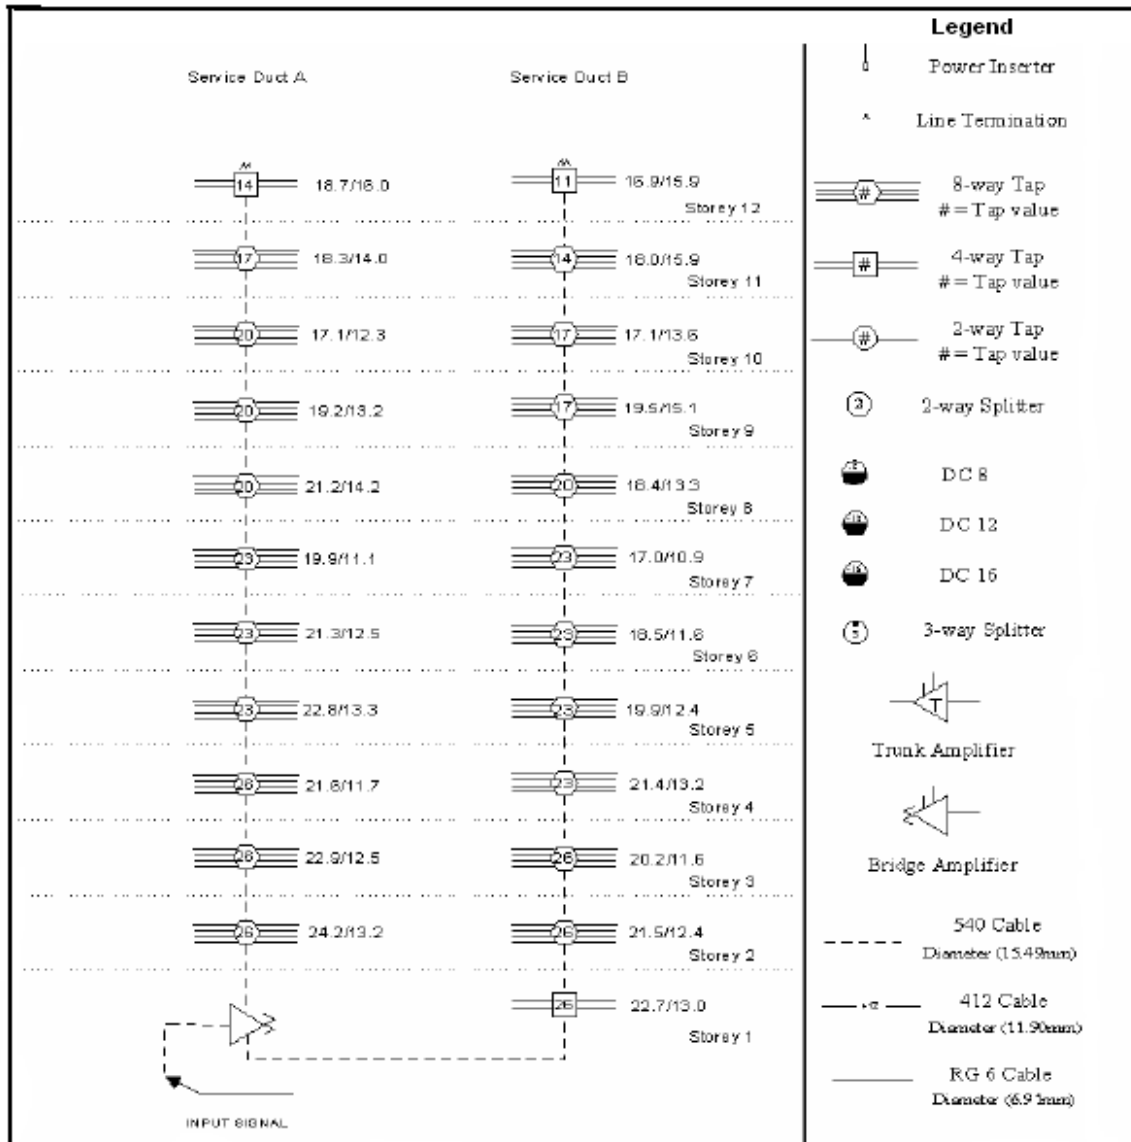 Service Duct A
Service Duct B
14 18.7/16.0
11 16.9/15.9
Storey 12
17 18.3/14.0
14 18.0/15.9
Storey 11
20 17.1/12.3
17 17.1/13.6
Storey 10
20 19.2/13.2
17 19.5/15.1
Storey 9
20 21.2/14.2
20 18.4/13.3
Storey 8
23 19.9/11.1
23 17.0/10.9
Storey 7
23 21.3/12.5
23 18.5/11.6
Storey 6
23 22.8/13.3
23 19.9/12.4
Storey 5
26 21.6/11.7
23 21.4/13.2
Storey 4
26 22.9/12.5
26 20.2/11.6
Storey 3
26 24.2/13.2
26 21.5/12.4
Storey 2
26 22.7/13.0
Storey 1
INPUT SIGNAL
Legend
Power Inserter
Line Termination
# 8-way Tap
# = Tap value
# 4-way Tap
# = Tap value
# 2-way Tap
# = Tap value
2-way Splitter
DC 8
DC 12
DC 16
3-way Splitter
T
Trunk Amplifier
Bridge Amplifier
540 Cable
Diameter (15.49mm)
412 Cable
Diameter (11.90mm)
RG 6 Cable
Diameter (6.91mm)